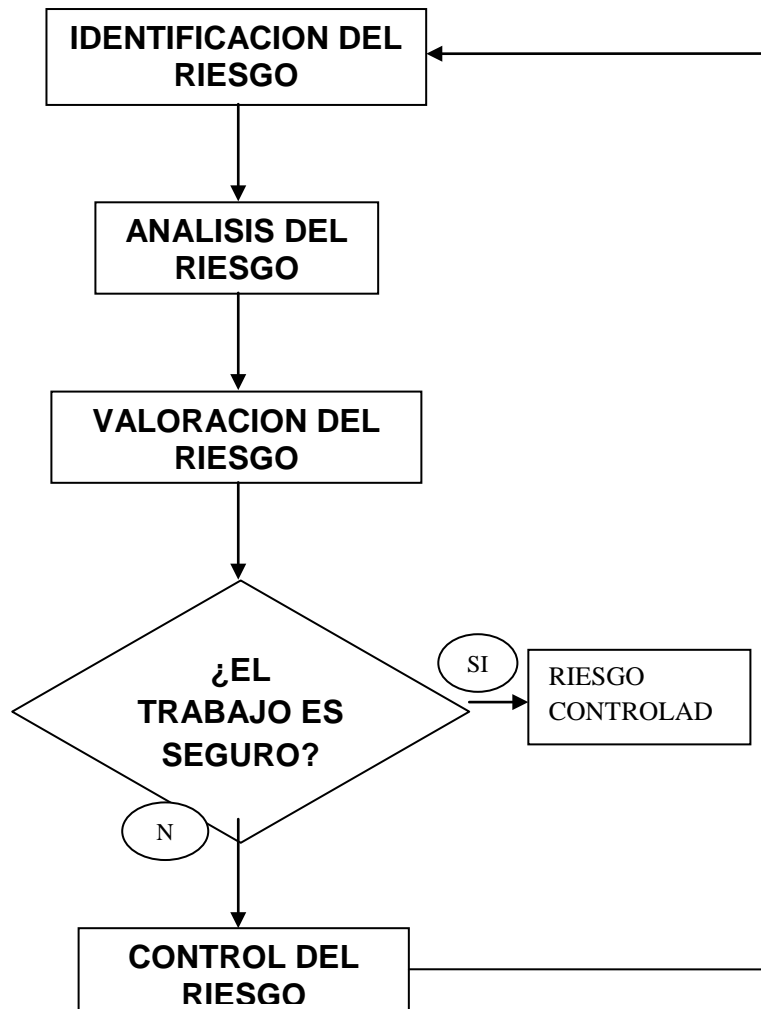 IDENTIFICACION DEL
RIESGO
ANALISIS DEL
RIESGO
VALORACION DEL
RIESGO
¿EL
TRABAJO ES
SEGURO?
SI
RIESGO
CONTROLAD
N
CONTROL DEL
RIESGO